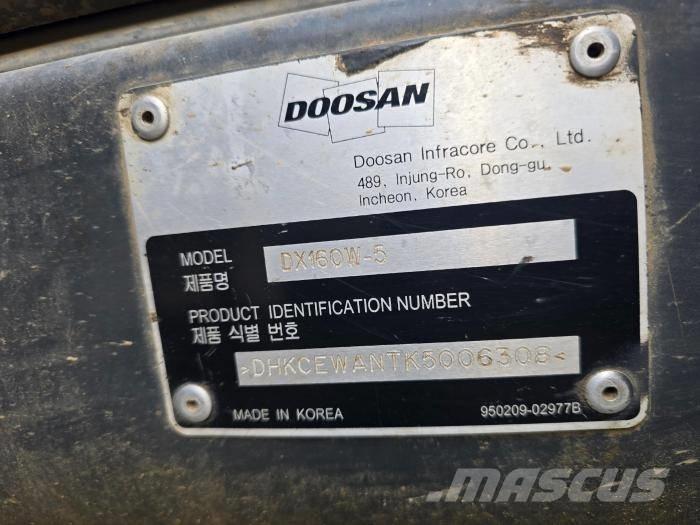 DOOSAN
Doosan Infracore Co., Ltd.
489, Injung-Ro, Dong-gu,
Incheon, Korea
MODEL
제품명
DX160W-5
PRODUCT IDENTIFICATION NUMBER
제품 식별 번호
>DHKCEWANTK5006308<
MADE IN KOREA
950209-02977B
MASCUS